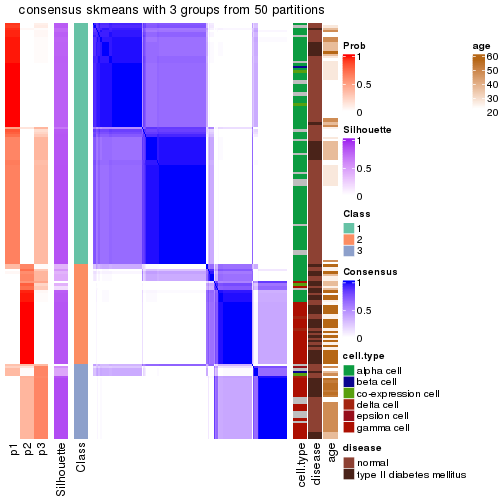 consensus skmeans with 3 groups from 50 partitions
Prob
1
0.5
0
Silhouette
1
0.5
0
Class
1
2
3
Consensus
1
0.5
0
cell.type
alpha cell
beta cell
co-expression cell
delta cell
epsilon cell
gamma cell
disease
normal
type II diabetes mellitus
age
60
50
40
30
20
p1
p2
p3
Silhouette
Class
cell.type
disease
age